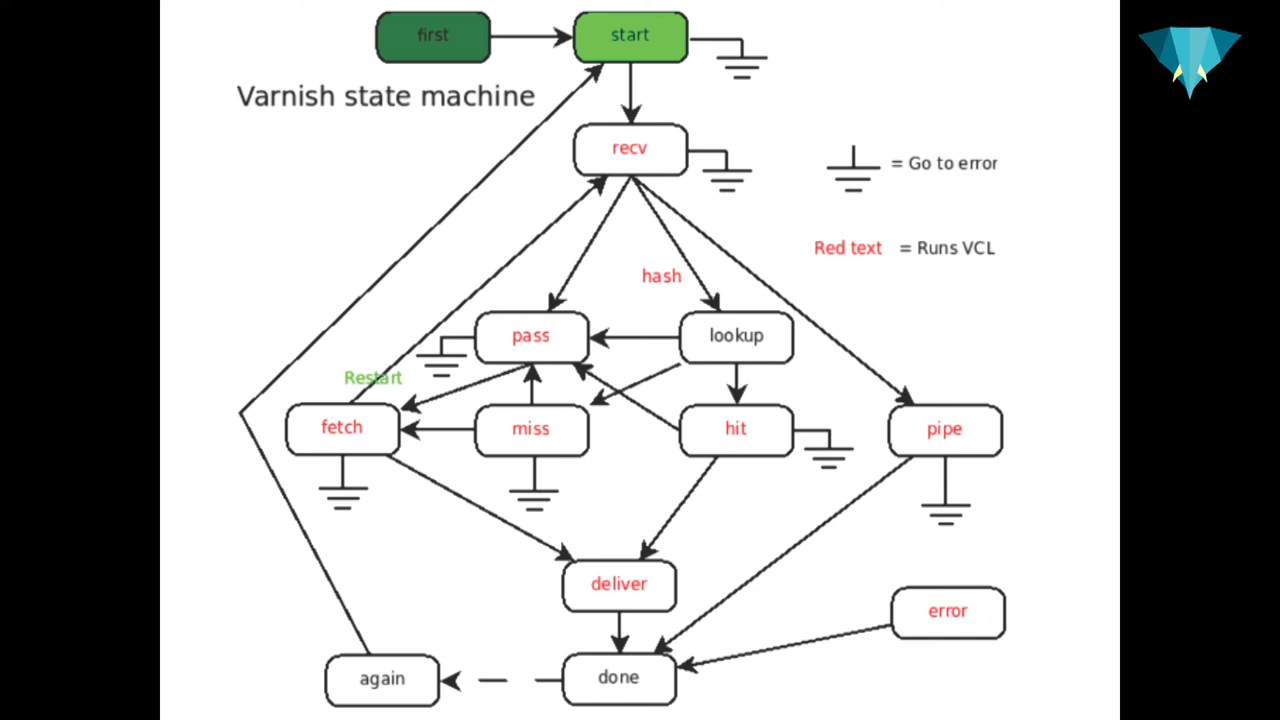 first
start
Varnish state machine
recv
= Go to error
Red text = Runs VCL
hash
pass
lookup
Restart
fetch
miss
hit
pipe
deliver
error
again
done